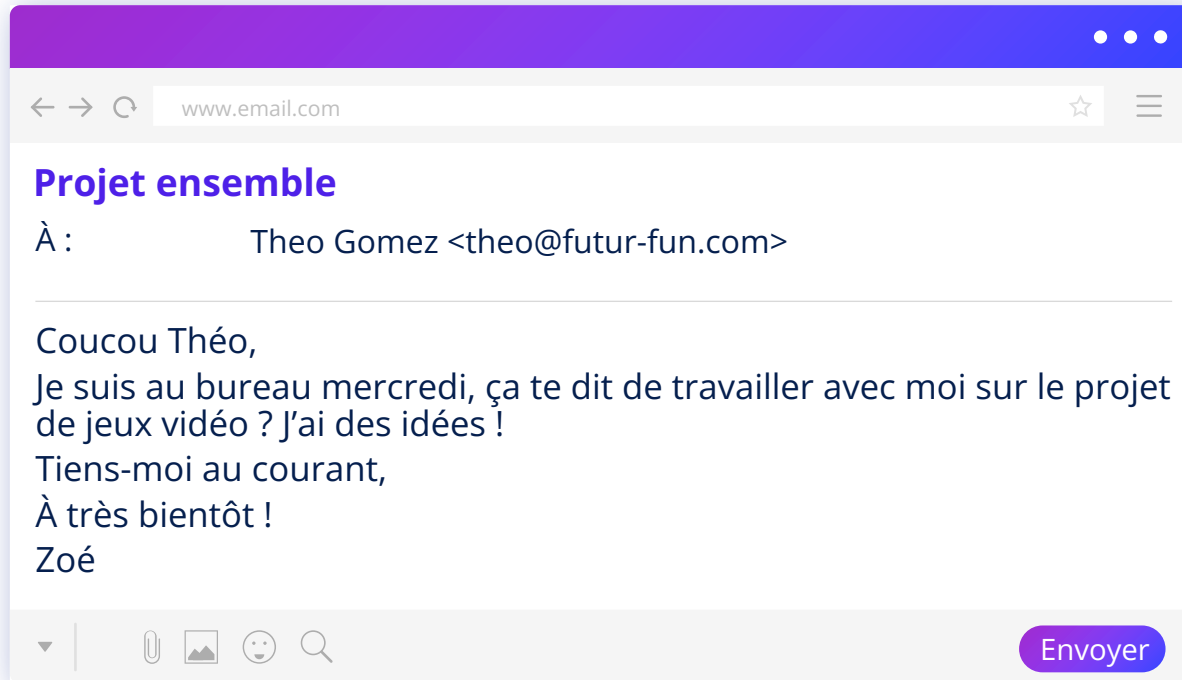 www.email.com
Projet ensemble
À : Theo Gomez <theo@futur-fun.com>
Coucou Théo,
Je suis au bureau mercredi, ça te dit de travailler avec moi sur le projet
de jeux vidéo ? J’ai des idées !
Tiens-moi au courant,
À très bientôt !
Zoé
Envoyer